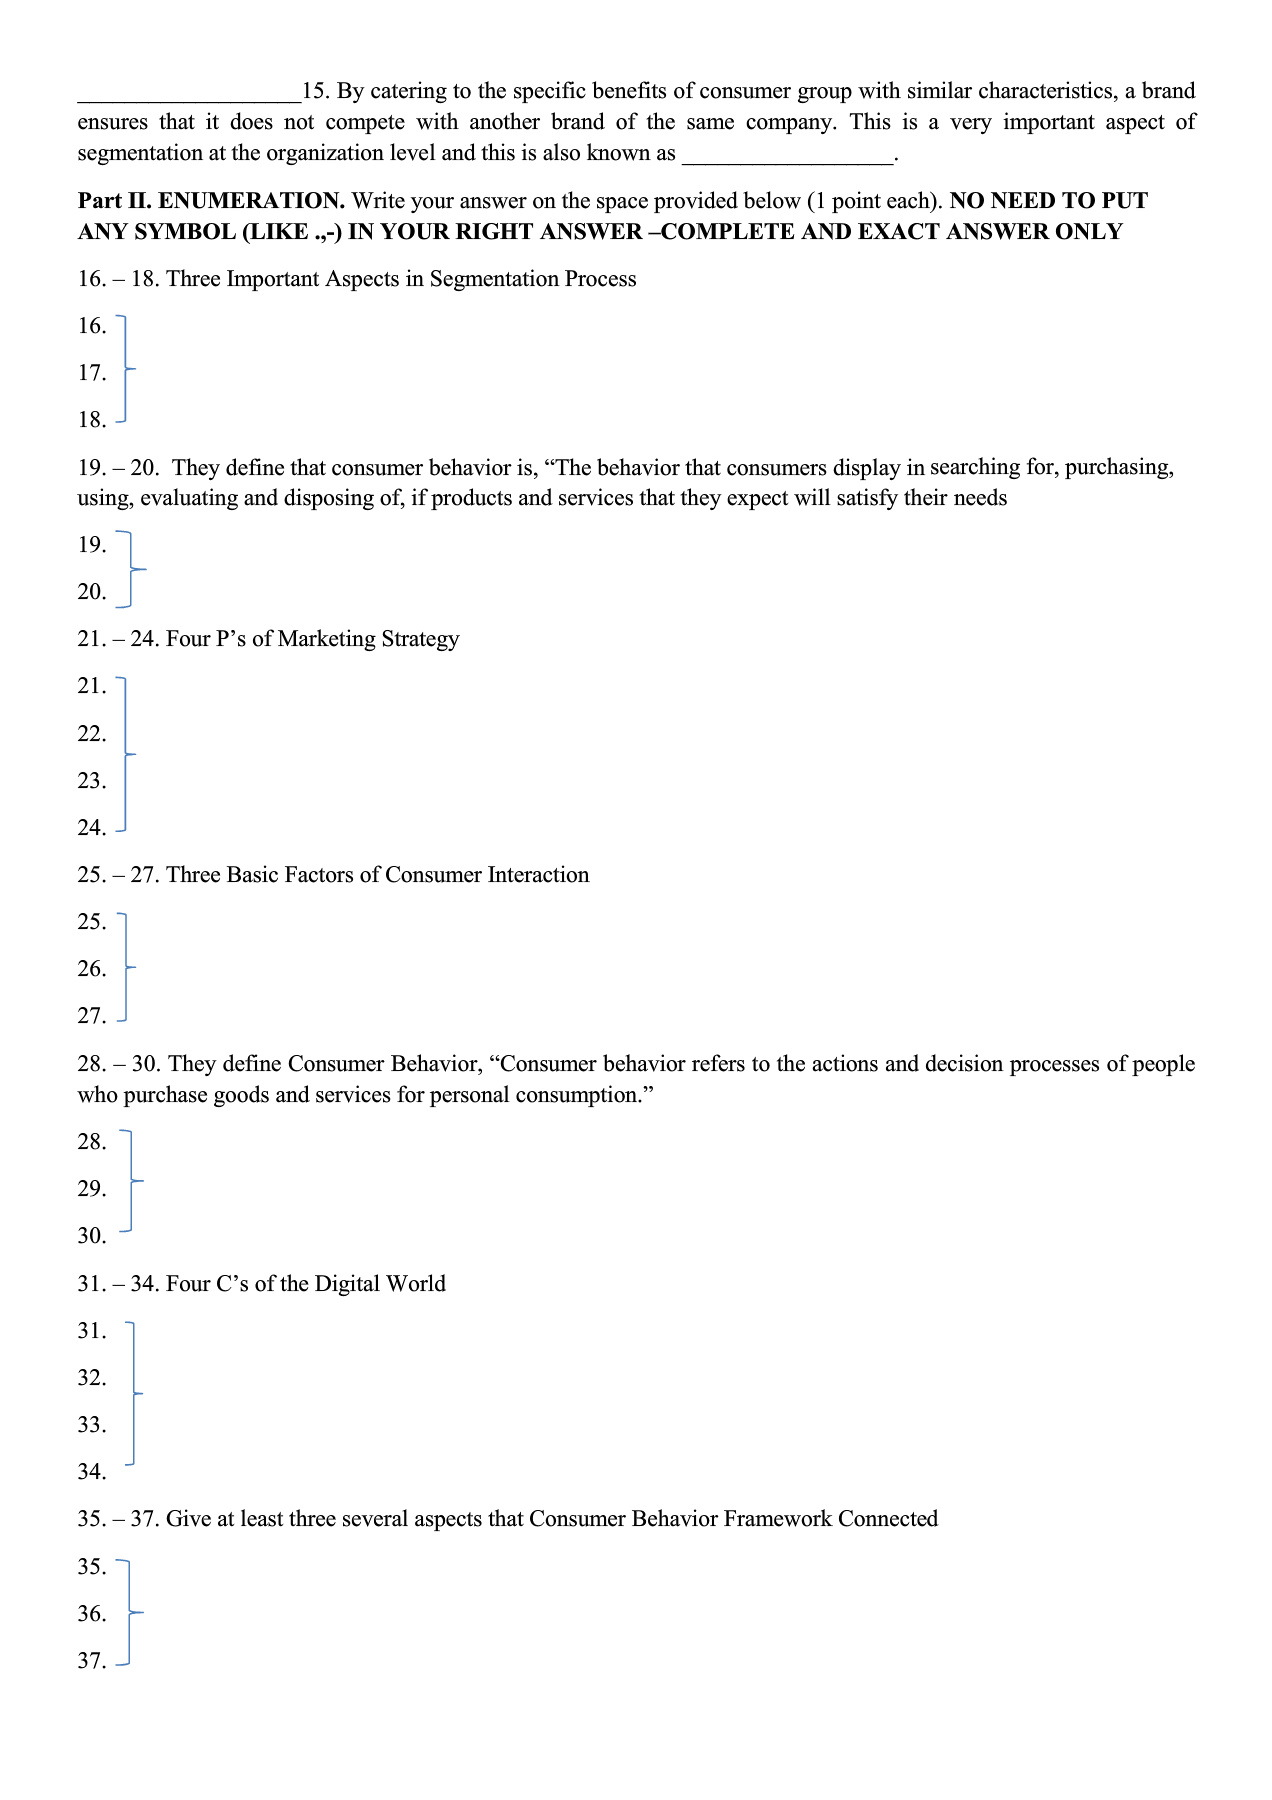 ___________________15. By catering to the specific benefits of consumer group with similar characteristics, a brand
ensures that it does not compete with another brand of the same company. This is a very important aspect of
segmentation at the organization level and this is also known as __________________.
Part II. ENUMERATION. Write your answer on the space provided below (1 point each). NO NEED TO PUT
ANY SYMBOL (LIKE .,-) IN YOUR RIGHT ANSWER –COMPLETE AND EXACT ANSWER ONLY
16. – 18. Three Important Aspects in Segmentation Process
16.
17.
18.
19. – 20.  They define that consumer behavior is, “The behavior that consumers display in searching for, purchasing,
using, evaluating and disposing of, if products and services that they expect will satisfy their needs
19.
20.
21. – 24. Four P’s of Marketing Strategy
21.
22.
23.
24.
25. – 27. Three Basic Factors of Consumer Interaction
25.
26.
27.
28. – 30. They define Consumer Behavior, “Consumer behavior refers to the actions and decision processes of people
who purchase goods and services for personal consumption.”
28.
29.
30.
31. – 34. Four C’s of the Digital World
31.
32.
33.
34.
35. – 37. Give at least three several aspects that Consumer Behavior Framework Connected
35.
36.
37.